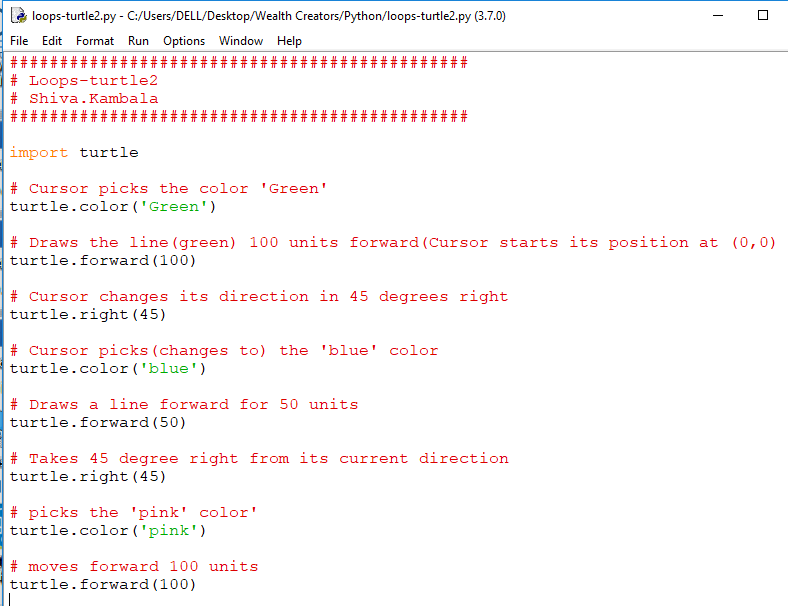 loops-turtle2.py - C:/Users/DELL/Desktop/Wealth Creators/Python/loops-turtle2.py (3.7.0)
File Edit Format Run Options Window Help
##############################################
# Loops-turtle2
# Shiva.Kambala
##############################################
import turtle
# Cursor picks the color 'Green'
turtle.color('Green')
# Draws the line(green) 100 units forward(Cursor starts its position at (0,0)
turtle.forward(100)
# Cursor changes its direction in 45 degrees right
turtle.right(45)
# Cursor picks(changes to) the 'blue' color
turtle.color('blue')
# Draws a line forward for 50 units
turtle.forward(50)
# Takes 45 degree right from its current direction
turtle.right(45)
# picks the 'pink' color'
turtle.color('pink')
# moves forward 100 units
turtle.forward(100)